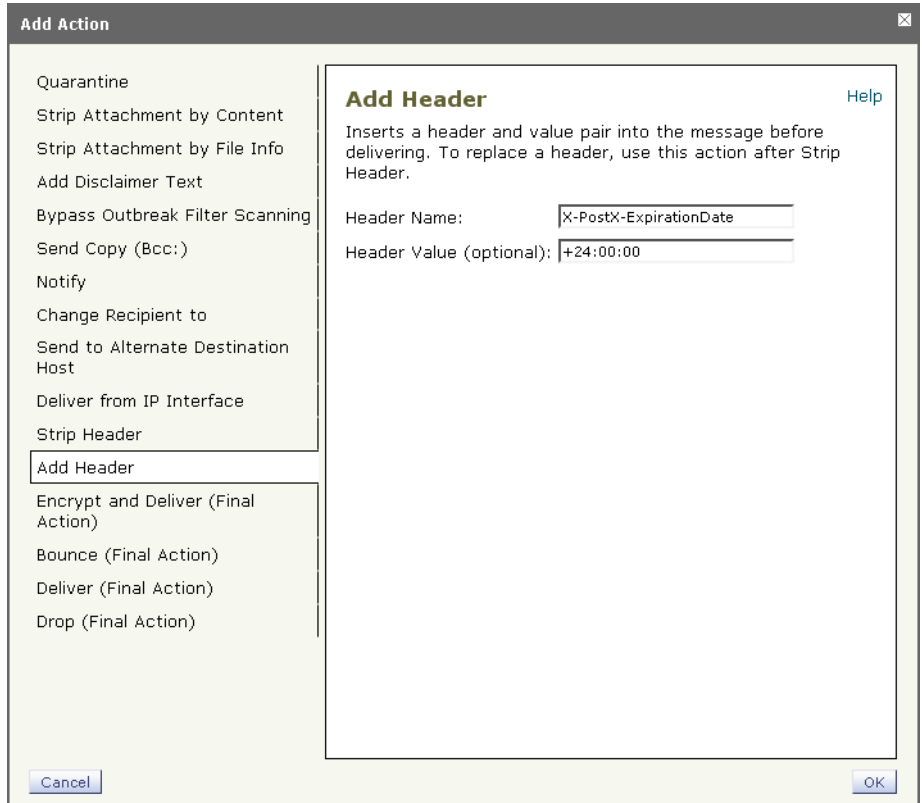 Add Action
Quarantine
Strip Attachment by Content
Strip Attachment by File Info
Add Disclaimer Text
Bypass Outbreak Filter Scanning
Send Copy (Bcc:)
Notify
Change Recipient to
Send to Alternate Destination
Host
Deliver from IP Interface
Strip Header
Add Header
Encrypt and Deliver (Final
Action)
Bounce (Final Action)
Deliver (Final Action)
Drop (Final Action)
Add Header
Help
Inserts a header and value pair into the message before
delivering. To replace a header, use this action after Strip
Header.
Header Name: X-PostX-ExpirationDate
Header Value (optional): +24:00:00
Cancel
OK